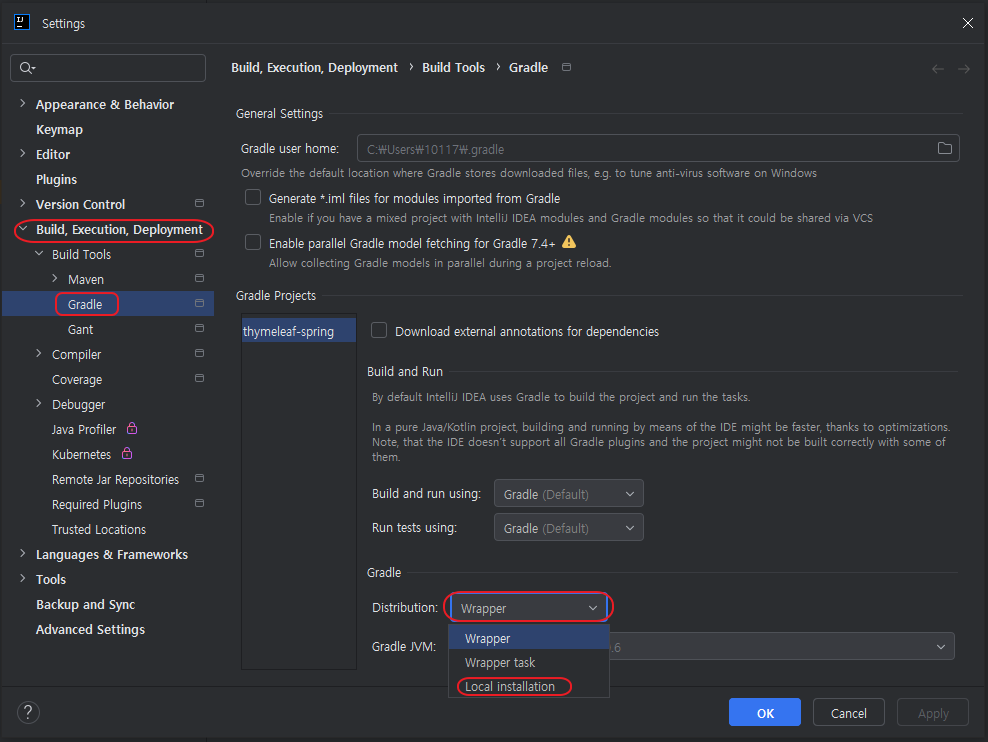 Settings
Build, Execution, Deployment › Build Tools › Gradle
Appearance & Behavior
Keymap
Editor
Plugins
Version Control
Build, Execution, Deployment
Build Tools
Maven
Gradle
Gant
Compiler
Coverage
Debugger
Java Profiler
Kubernetes
Remote Jar Repositories
Required Plugins
Trusted Locations
Languages & Frameworks
Tools
Backup and Sync
Advanced Settings
General Settings
Gradle user home: C:₩Users₩10117₩.gradle
Override the default location where Gradle stores downloaded files, e.g. to tune anti-virus software on Windows
Generate *.iml files for modules imported from Gradle
Enable if you have a mixed project with IntelliJ IDEA modules and Gradle modules so that it could be shared via VCS
Enable parallel Gradle model fetching for Gradle 7.4+
Allow collecting Gradle models in parallel during a project reload.
Gradle Projects
thymeleaf-spring
Download external annotations for dependencies
Build and Run
By default IntelliJ IDEA uses Gradle to build the project and run the tasks.
In a pure Java/Kotlin project, building and running by means of the IDE might be faster, thanks to optimizations.
Note, that the IDE doesn't support all Gradle plugins and the project might not be built correctly with some of
them.
Build and run using: Gradle (Default)
Run tests using: Gradle (Default)
Gradle
Distribution: Wrapper
Wrapper
Gradle JVM: .6
Wrapper task
Local installation
?
OK
Cancel
Apply